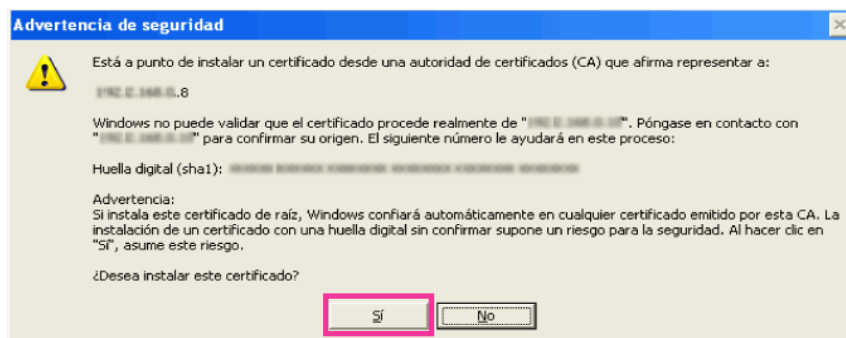 Advertencia de seguridad
Está a punto de instalar un certificado desde una autoridad de certificados (CA) que afirma representar a:
.8
Windows no puede validar que el certificado procede realmente de "". Póngase en contacto con
"" para confirmar su origen. El siguiente número le ayudará en este proceso:
Huella digital (sha1):
Advertencia:
Si instala este certificado de raíz, Windows confiará automáticamente en cualquier certificado emitido por esta CA. La
instalación de un certificado con una huella digital sin confirmar supone un riesgo para la seguridad. Al hacer clic en
"Sí", asume este riesgo.
¿Desea instalar este certificado?
Sí No